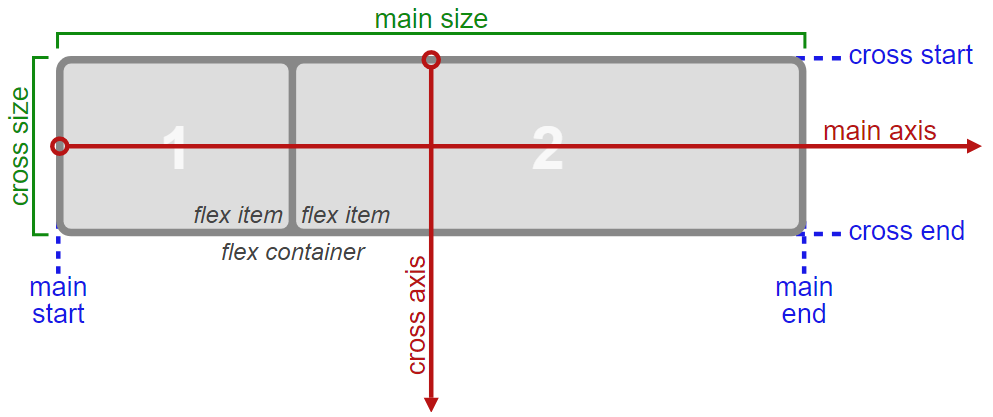 main size
cross start
cross size
main axis
1
2
flex item
flex item
cross end
flex container
cross axis
main
start
main
end